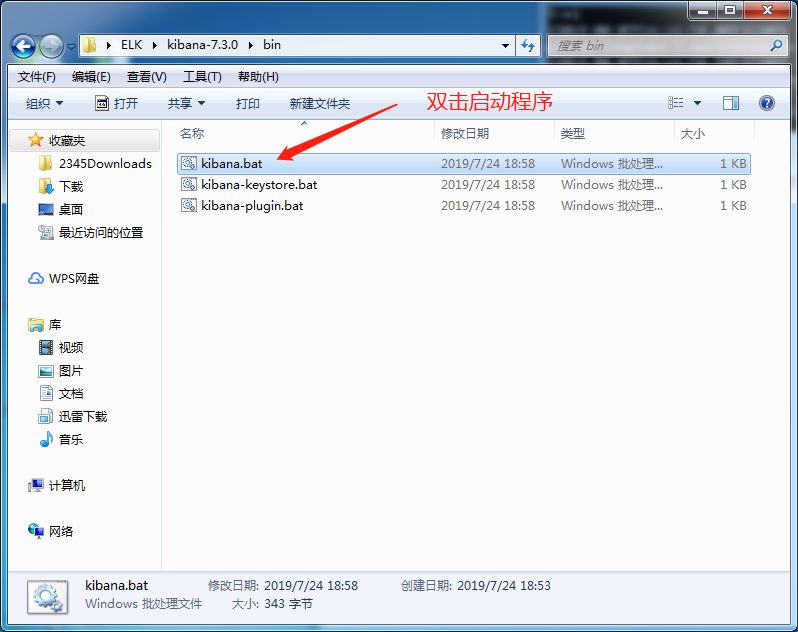 ELK kibana-7.3.0 bin 搜索 bin
文件(F) 编辑(E) 查看(V) 工具(T) 帮助(H)
组织 打开 共享 打印 新建文件夹
双击启动程序
收藏夹
2345Downloads
下载
桌面
最近访问的位置
WPS网盘
库
视频
图片
文档
迅雷下载
音乐
计算机
网络
名称 修改日期 类型 大小
kibana.bat 2019/7/24 18:58 Windows 批处理... 1 KB
kibana-keystore.bat 2019/7/24 18:58 Windows 批处理... 1 KB
kibana-plugin.bat 2019/7/24 18:58 Windows 批处理... 1 KB
kibana.bat 修改日期: 2019/7/24 18:58 创建日期: 2019/7/24 18:53
Windows 批处理文件 大小: 343 字节